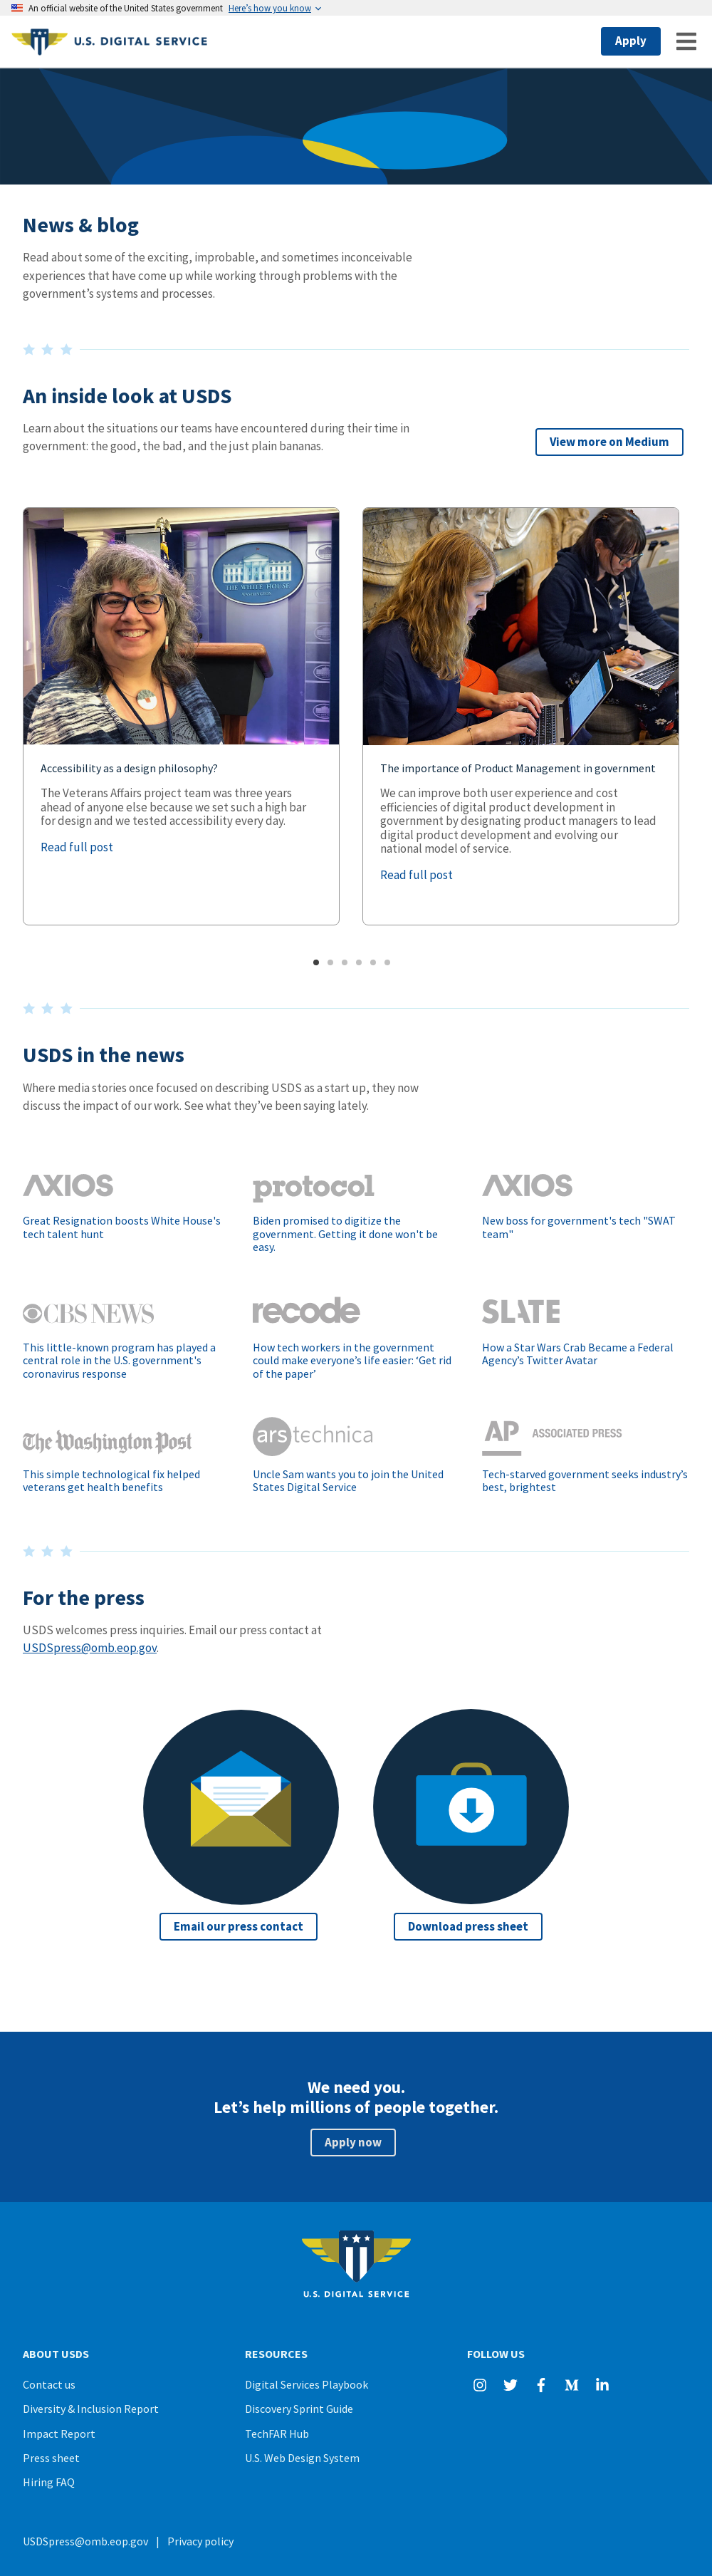 An official website of the United States government Here's how you know
U.S. DIGITAL SERVICE
Apply
News & blog
Read about some of the exciting, improbable, and sometimes inconceivable
experiences that have come up while working through problems with the
government’s systems and processes.
An inside look at USDS
Learn about the situations our teams have encountered during their time in
government: the good, the bad, and the just plain bananas.
View more on Medium
THE WHITE HOUSE
WASHINGTON
Accessibility as a design philosophy?
The Veterans Affairs project team was three years
ahead of anyone else because we set such a high bar
for design and we tested accessibility every day.
Read full post
The importance of Product Management in government
We can improve both user experience and cost
efficiencies of digital product development in
government by designating product managers to lead
digital product development and evolving our
national model of service.
Read full post
USDS in the news
Where media stories once focused on describing USDS as a start up, they now
discuss the impact of our work. See what they’ve been saying lately.
AXIOS
Great Resignation boosts White House's
tech talent hunt
protocol
Biden promised to digitize the
government. Getting it done won't be
easy.
AXIOS
New boss for government's tech "SWAT
team"
CBS NEWS
This little-known program has played a
central role in the U.S. government's
coronavirus response
recode
How tech workers in the government
could make everyone’s life easier: ‘Get rid
of the paper’
SLATE
How a Star Wars Crab Became a Federal
Agency’s Twitter Avatar
The Washington Post
This simple technological fix helped
veterans get health benefits
ars technica
Uncle Sam wants you to join the United
States Digital Service
AP ASSOCIATED PRESS
Tech-starved government seeks industry’s
best, brightest
For the press
USDS welcomes press inquiries. Email our press contact at
USDSpress@omb.eop.gov.
Email our press contact
Download press sheet
We need you.
Let’s help millions of people together.
Apply now
U.S. DIGITAL SERVICE
ABOUT USDS
Contact us
Diversity & Inclusion Report
Impact Report
Press sheet
Hiring FAQ
RESOURCES
Digital Services Playbook
Discovery Sprint Guide
TechFAR Hub
U.S. Web Design System
FOLLOW US
USDSpress@omb.eop.gov | Privacy policy